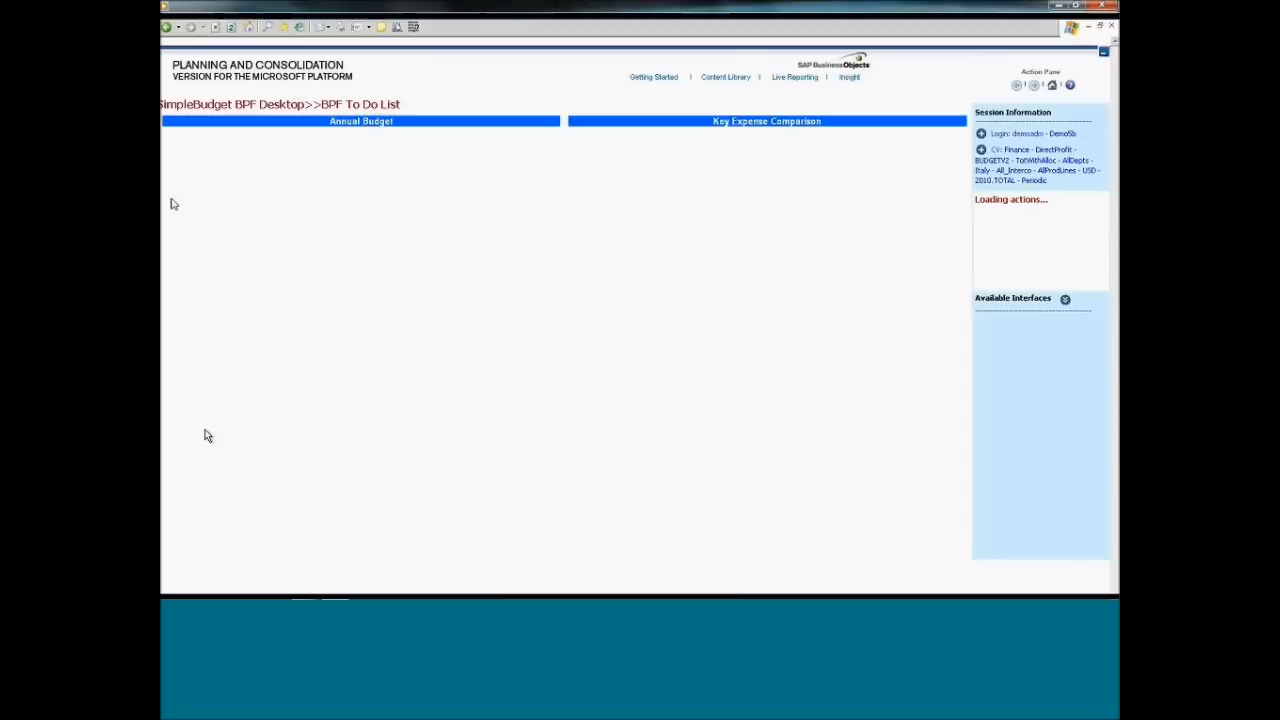 PLANNING AND CONSOLIDATION
VERSION FOR THE MICROSOFT PLATFORM
SAP BusinessObjects
Getting Started | Content Library | Live Reporting | Insight
Action Pane
SimpleBudget BPF Desktop>>BPF To Do List
Annual Budget
Key Expense Comparison
Session Information
Login: demoadm - DemoSb
CV: Finance - DirectProfit -
BUDGETV2 - TotWithAlloc - AllDepts -
Italy - All_Interco - AllProdLines - USD -
2010.TOTAL - Periodic
Loading actions...
Available Interfaces